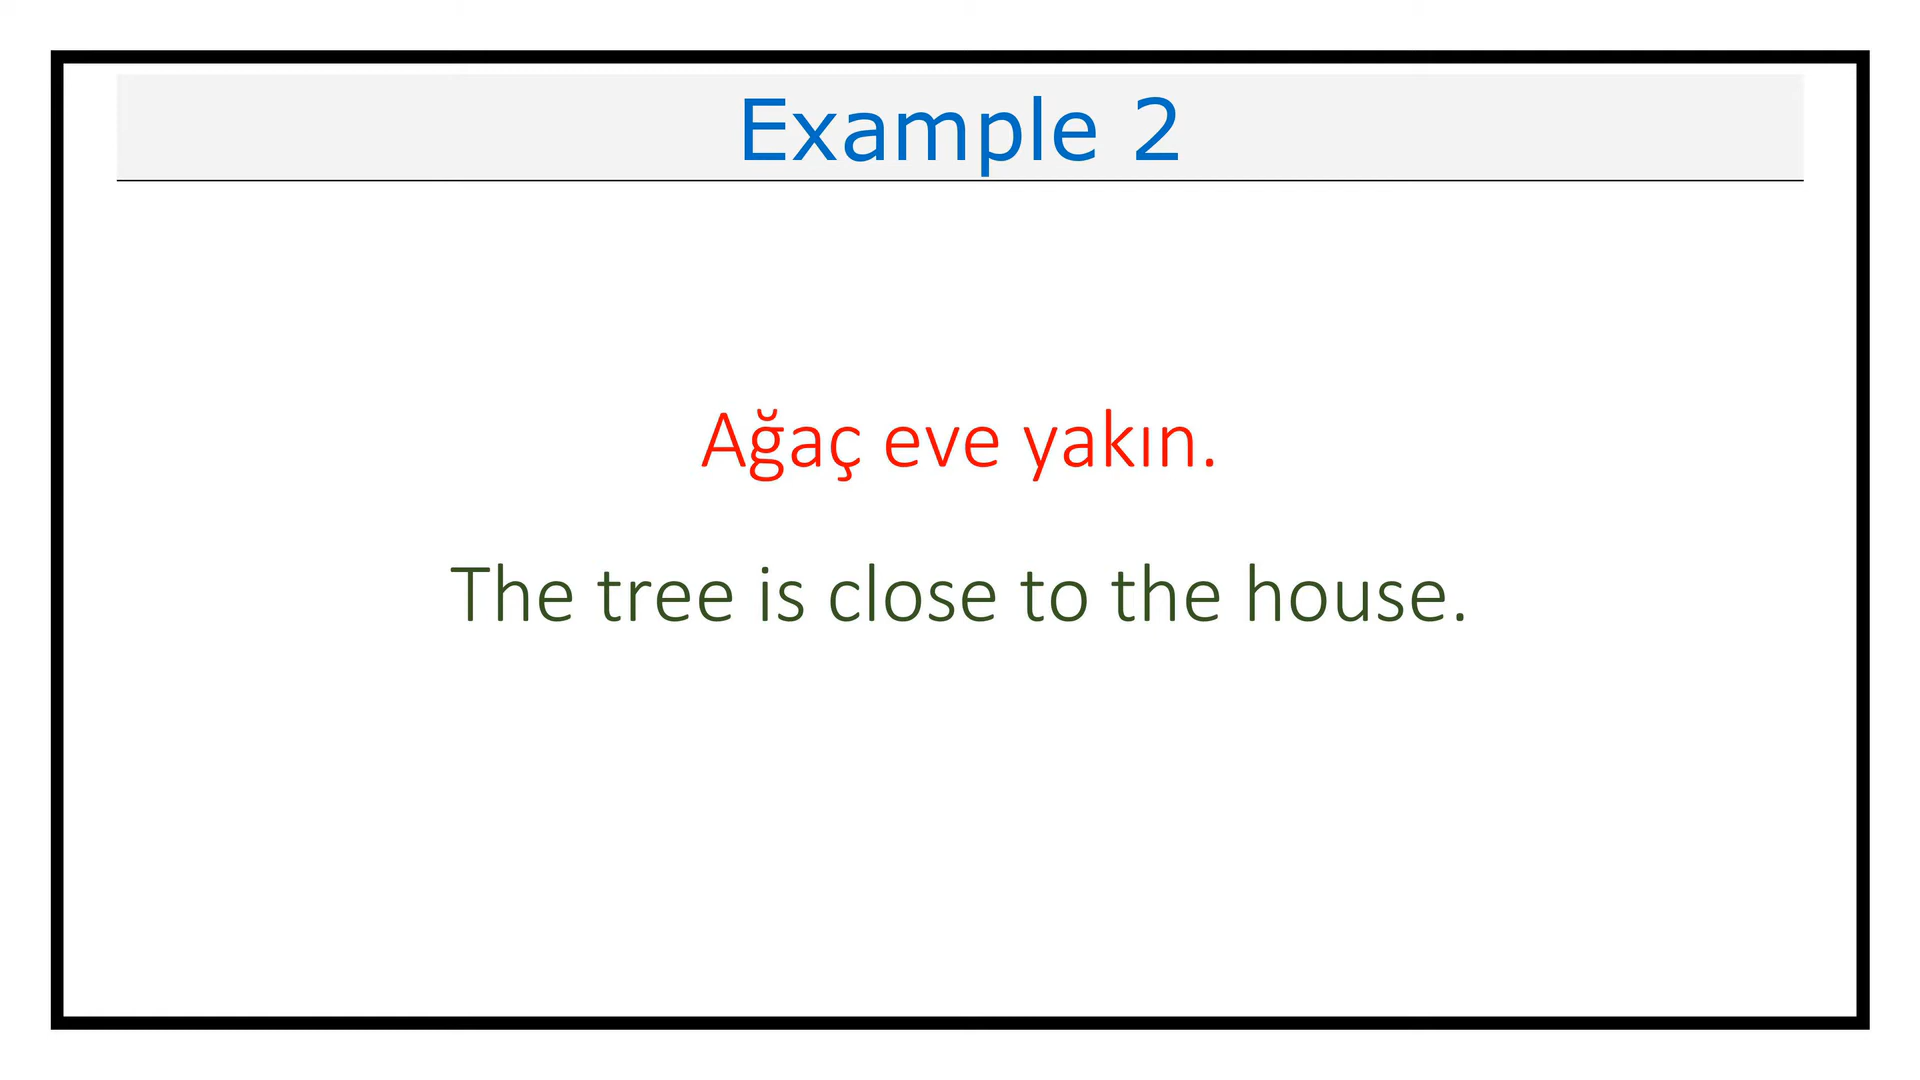 Example 2
Ağaç eve yakın.
The tree is close to the house.